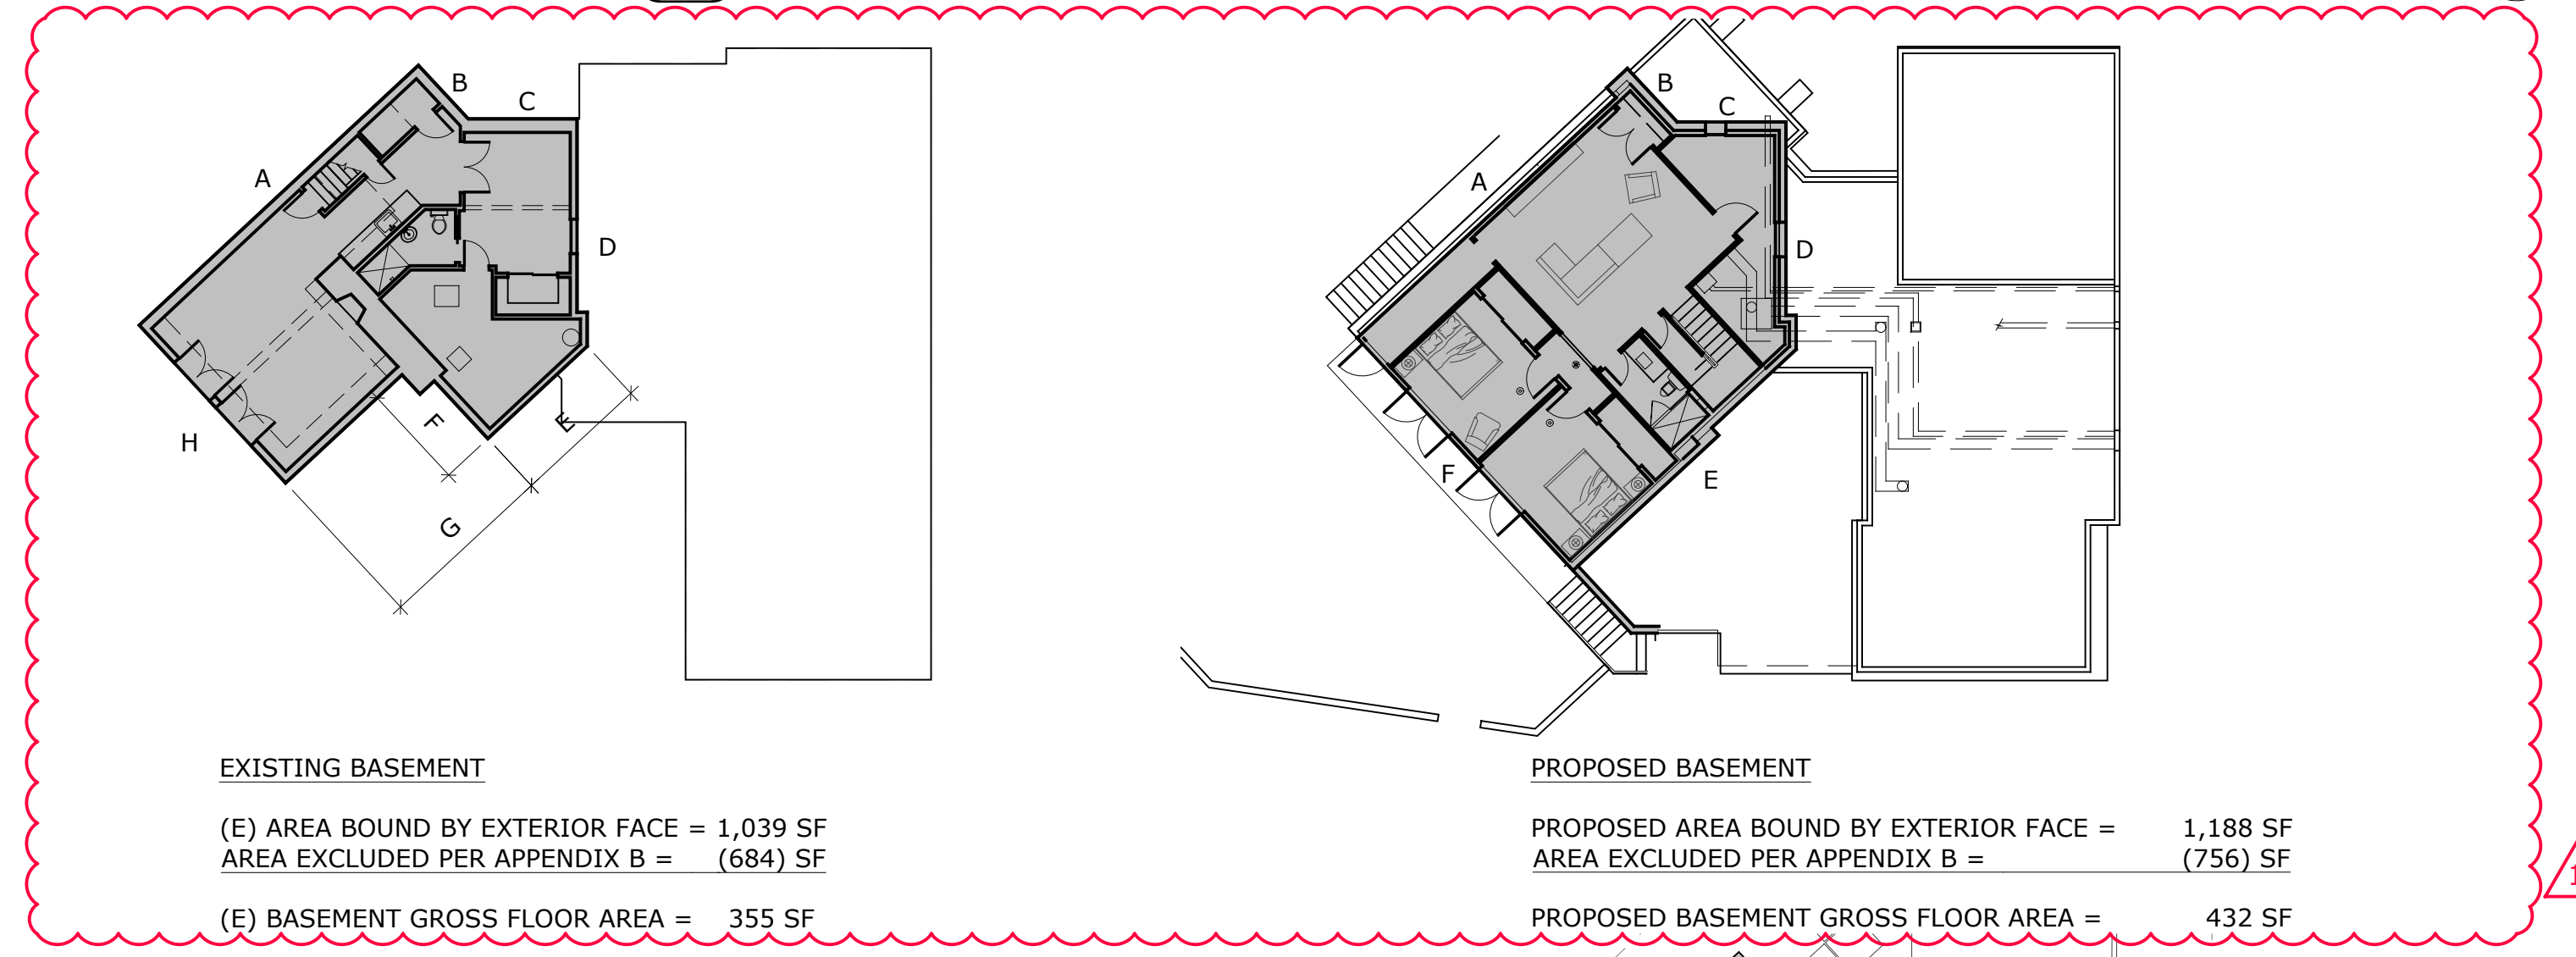 B
C
A
D
F
E
G
H
B
C
A
D
F
E
EXISTING BASEMENT
(E) AREA BOUND BY EXTERIOR FACE = 1,039 SF
AREA EXCLUDED PER APPENDIX B = (684) SF
(E) BASEMENT GROSS FLOOR AREA = 355 SF
PROPOSED BASEMENT
PROPOSED AREA BOUND BY EXTERIOR FACE = 1,188 SF
AREA EXCLUDED PER APPENDIX B = (756) SF
PROPOSED BASEMENT GROSS FLOOR AREA = 432 SF